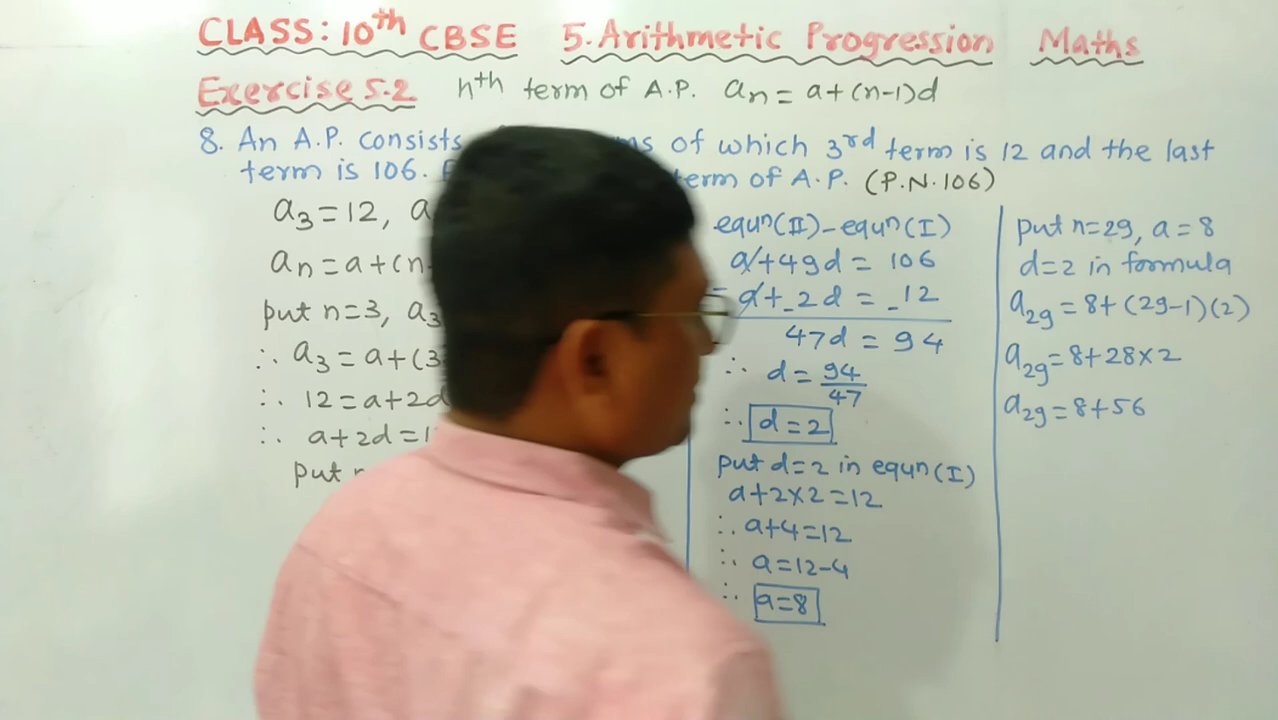 CLASS: 10th CBSE 5. Arithmetic Progression Maths
Exercise 5.2 nth term of A.P. an = a+(n-1)d
8. An A.P. consists of which 3rd term is 12 and the last
term is 106. term of A.P. (P.N.106)
a3 = 12, a
an = a+(n-
put n=3, a3
∴ a3 = a+(3
∴ 12 = a+2d
∴ a+2d = 1
put
equn(II)-equn(I)
a+49d = 106
- a+_2d = _12
47d = 94
∴ d = 94/47
∴ d = 2
put d=2 in equn(I)
a+2×2=12
∴ a+4=12
∴ a=12-4
∴ a=8
put n=29, a=8
d=2 in formula
a29 = 8+(29-1)(2)
a29 = 8+28×2
a29 = 8+56